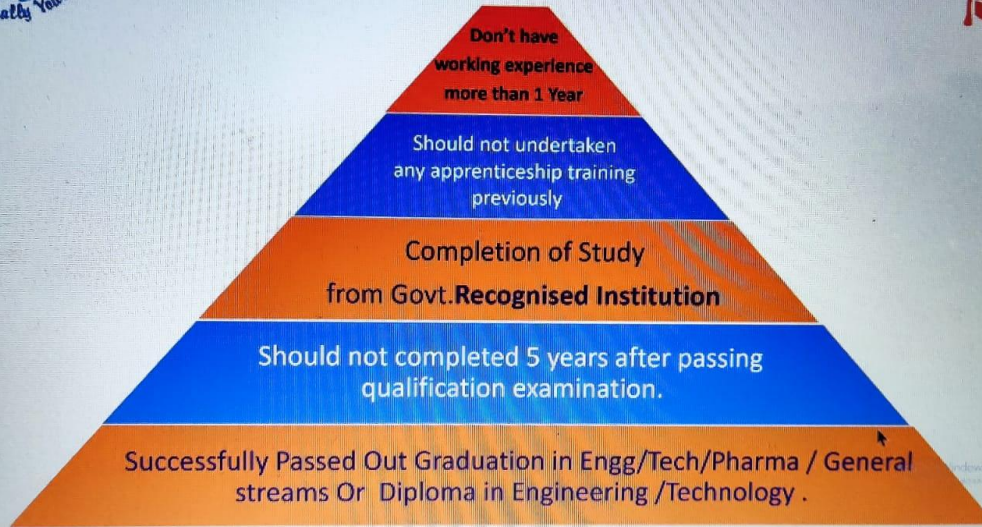 ally You
Don't have
working experience
more than 1 Year
Should not undertaken
any apprenticeship training
previously
Completion of Study
from Govt.Recognised Institution
Should not completed 5 years after passing
qualification examination.
Successfully Passed Out Graduation in Engg/Tech/Pharma / General
streams Or Diploma in Engineering /Technology .